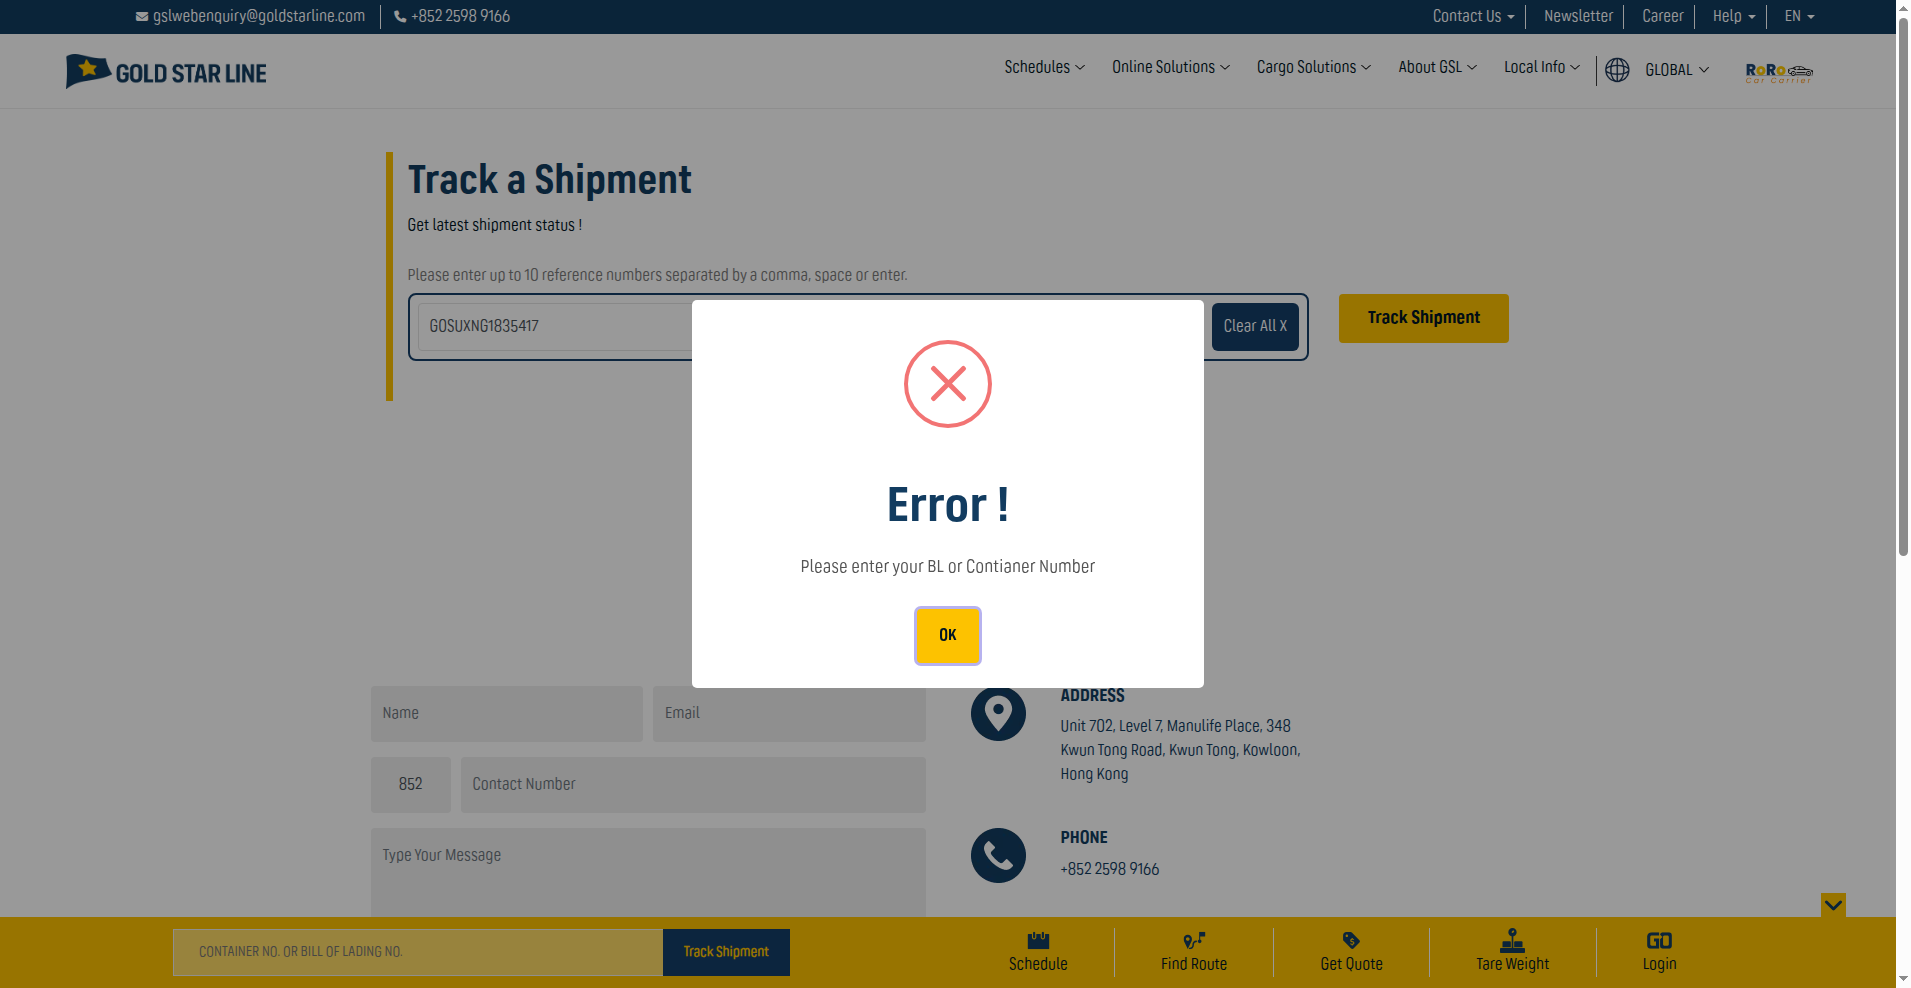 gslwebenquiry@goldstarline.com
+852 2598 9166
Contact Us
Newsletter
Career
Help
EN
GOLD STAR LINE
Schedules
Online Solutions
Cargo Solutions
About GSL
Local Info
GLOBAL
RoRo
Car Carrier
Track a Shipment
Get latest shipment status !
Please enter up to 10 reference numbers separated by a comma, space or enter.
GOSUXNG1835417
Clear All X
Track Shipment
Error !
Please enter your BL or Contianer Number
OK
Name
Email
852
Contact Number
Type Your Message
ADDRESS
Unit 702, Level 7, Manulife Place, 348
Kwun Tong Road, Kwun Tong, Kowloon,
Hong Kong
PHONE
+852 2598 9166
CONTAINER NO. OR BILL OF LADING NO.
Track Shipment
Schedule
Find Route
$
Get Quote
Tare Weight
GO
Login